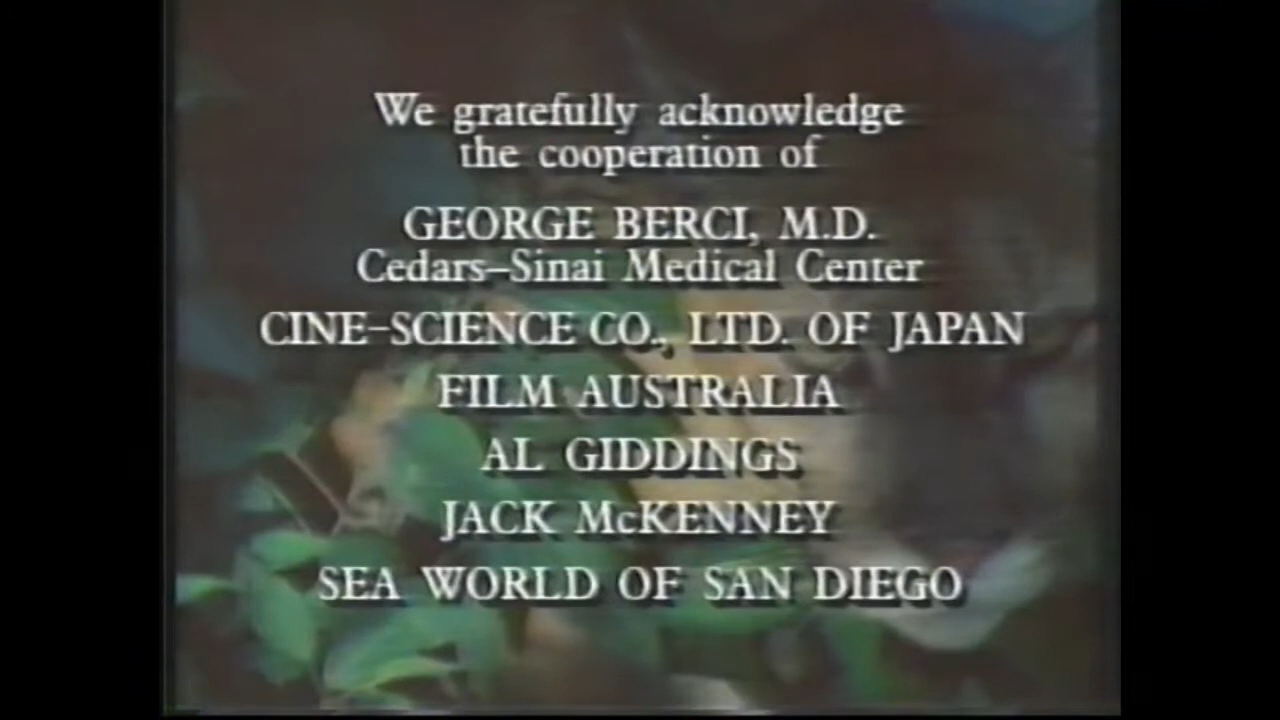 We gratefully acknowledge
the cooperation of
GEORGE BERCI, M.D.
Cedars–Sinai Medical Center
CINE–SCIENCE CO., LTD. OF JAPAN
FILM AUSTRALIA
AL GIDDINGS
JACK McKENNEY
SEA WORLD OF SAN DIEGO